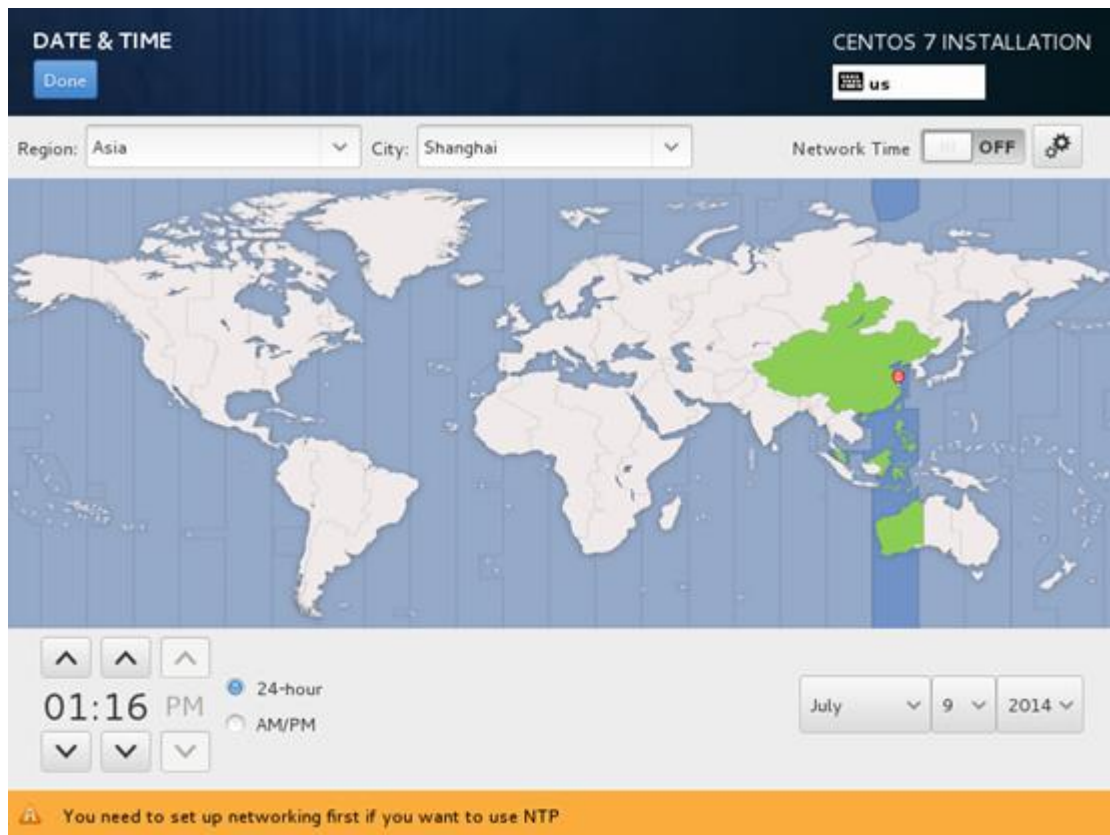 DATE & TIME
CENTOS 7 INSTALLATION
Done
us
Region: Asia City: Shanghai Network Time OFF
01:16 PM
24-hour
AM/PM
July 9 2014
You need to set up networking first if you want to use NTP